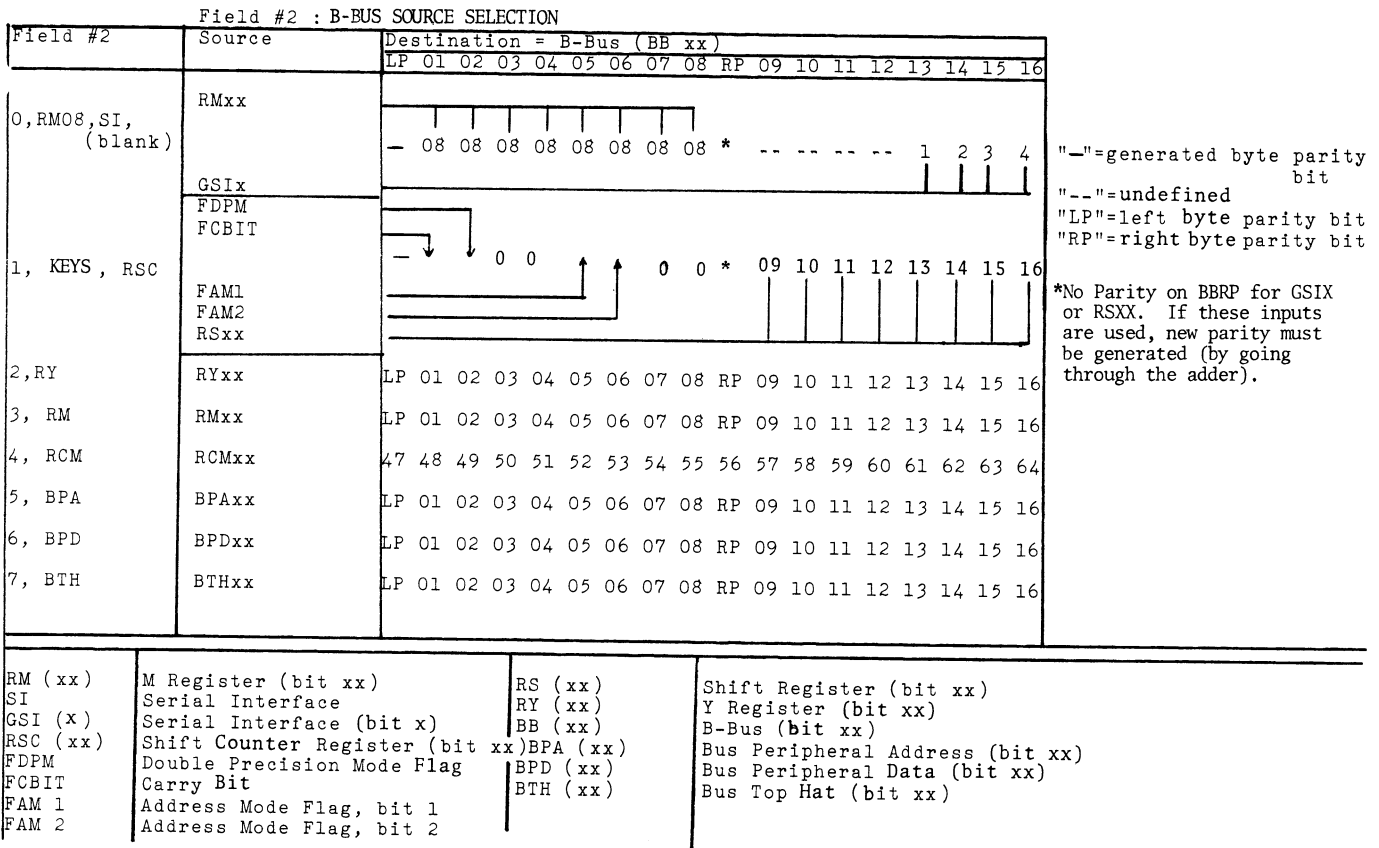 Field #2 : B-BUS SOURCE SELECTION
Field #2 Source Destination = B-Bus (BB xx)
LP 01 02 03 04 05 06 07 08 RP 09 10 11 12 13 14 15 16
RMxx
0,RM08,SI,
(blank)
— 08 08 08 08 08 08 08 08 * -- -- -- -- 1 2 3 4
GSIx
FDPM
FCBIT
1, KEYS, RSC
— 0 0 0 0 * 09 10 11 12 13 14 15 16
FAM1
FAM2
RSxx
2,RY RYxx LP 01 02 03 04 05 06 07 08 RP 09 10 11 12 13 14 15 16
3, RM RMxx LP 01 02 03 04 05 06 07 08 RP 09 10 11 12 13 14 15 16
4, RCM RCMxx 47 48 49 50 51 52 53 54 55 56 57 58 59 60 61 62 63 64
5, BPA BPAxx LP 01 02 03 04 05 06 07 08 RP 09 10 11 12 13 14 15 16
6, BPD BPDxx LP 01 02 03 04 05 06 07 08 RP 09 10 11 12 13 14 15 16
7, BTH BTHxx LP 01 02 03 04 05 06 07 08 RP 09 10 11 12 13 14 15 16
"—"=generated byte parity
bit
"--"=undefined
"LP"=left byte parity bit
"RP"=right byte parity bit
*No Parity on BBRP for GSIX
or RSXX. If these inputs
are used, new parity must
be generated (by going
through the adder).
RM (xx) M Register (bit xx)
SI Serial Interface
GSI (x) Serial Interface (bit x)
RSC (xx) Shift Counter Register (bit xx)
FDPM Double Precision Mode Flag
FCBIT Carry Bit
FAM 1 Address Mode Flag, bit 1
FAM 2 Address Mode Flag, bit 2
RS (xx) Shift Register (bit xx)
RY (xx) Y Register (bit xx)
BB (xx) B-Bus (bit xx)
BPA (xx) Bus Peripheral Address (bit xx)
BPD (xx) Bus Peripheral Data (bit xx)
BTH (xx) Bus Top Hat (bit xx)